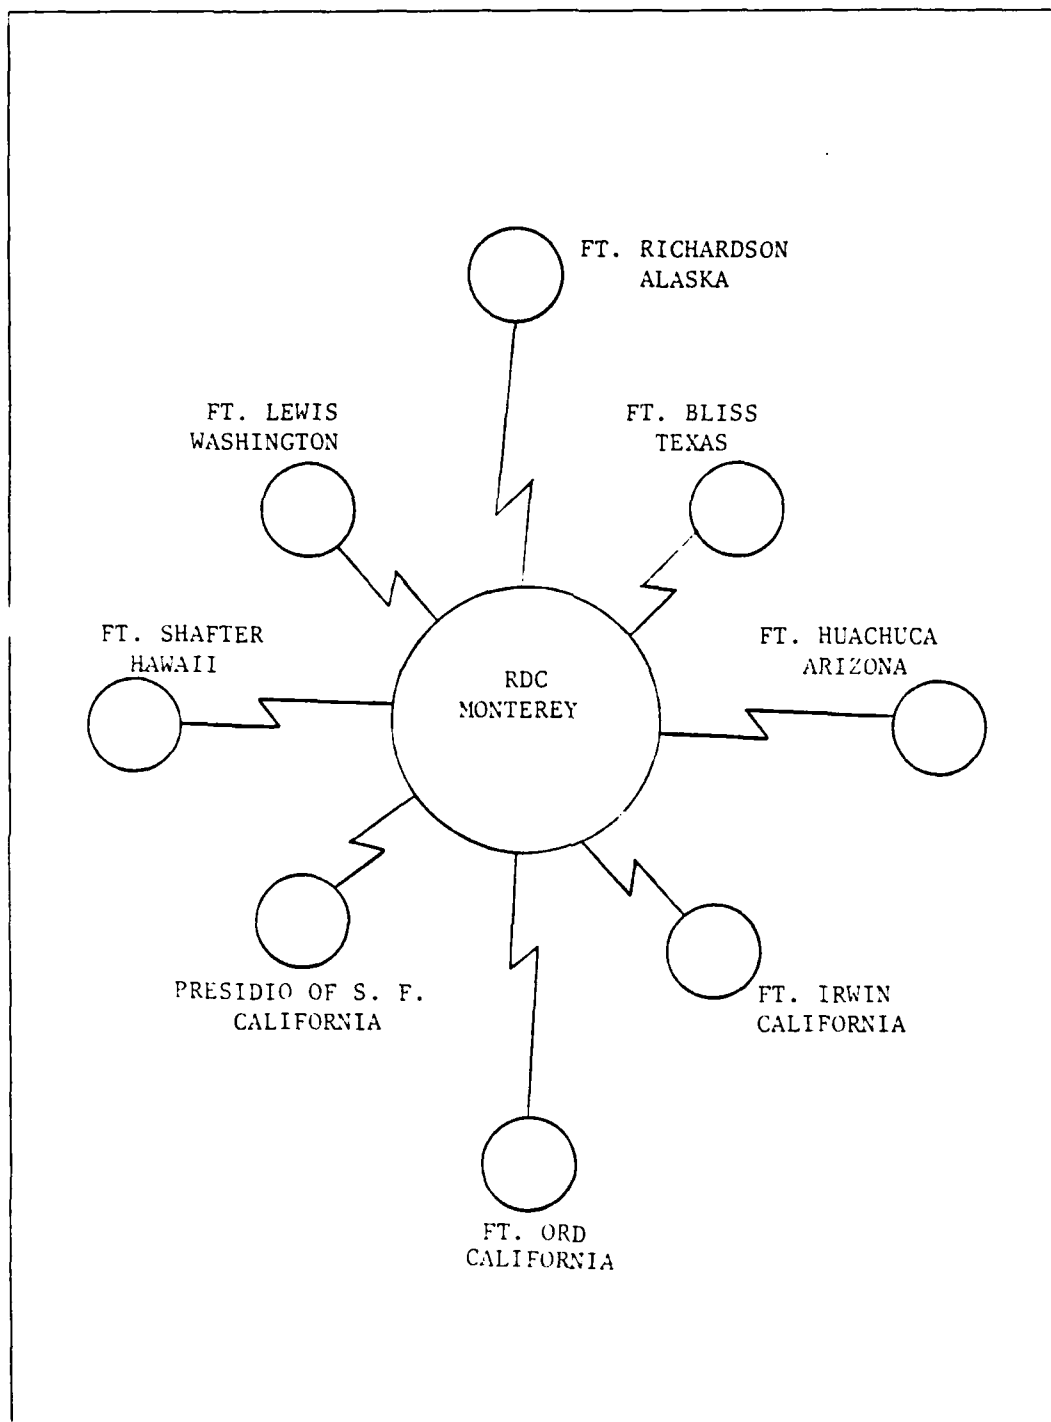 FT. RICHARDSON
ALASKA
FT. LEWIS
WASHINGTON
FT. BLISS
TEXAS
FT. SHAFTER
HAWAII
RDC
MONTEREY
FT. HUACHUCA
ARIZONA
PRESIDIO OF S. F.
CALIFORNIA
FT. IRWIN
CALIFORNIA
FT. ORD
CALIFORNIA